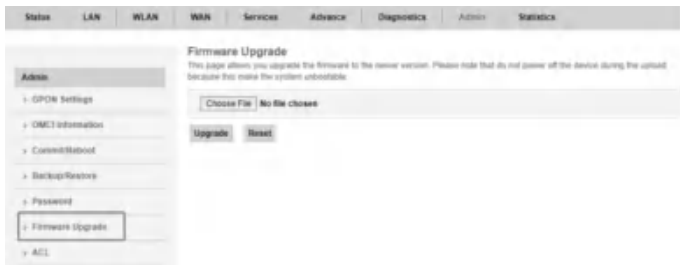 Status LAN WLAN WAN Services Advance Diagnostics Admin Statistics
Firmware Upgrade
This page allows you upgrade the firmware to the newer version. Please note that do not power off the device during the upload
because this make the system unbootable.
Admin
GPON Settings
OMCI Information
Commit/Reboot
Backup/Restore
Password
Firmware Upgrade
ACL
Choose File No file chosen
Upgrade Reset